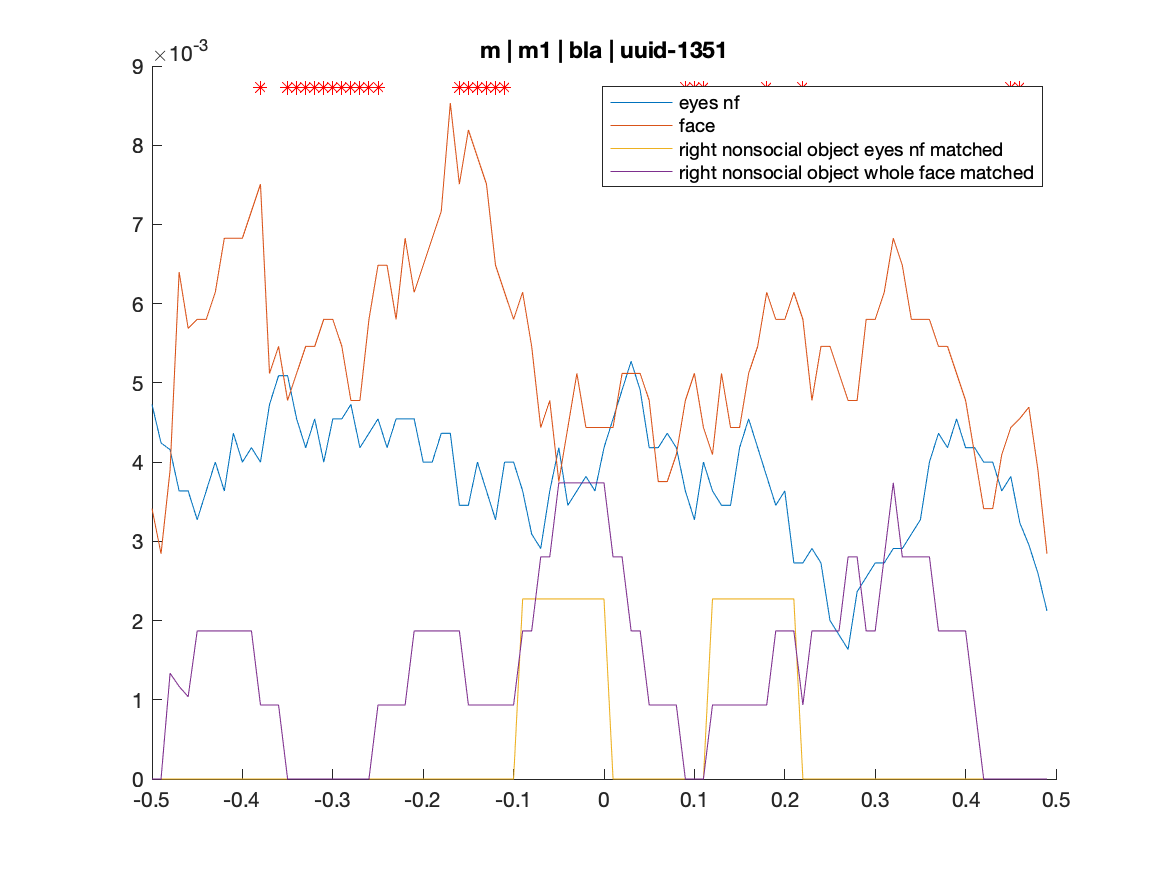 m | m1 | bla | uuid-1351
×10-3
9
8
7
6
5
4
3
2
1
0
-0.5 -0.4 -0.3 -0.2 -0.1 0 0.1 0.2 0.3 0.4 0.5
eyes nf
face
right nonsocial object eyes nf matched
right nonsocial object whole face matched